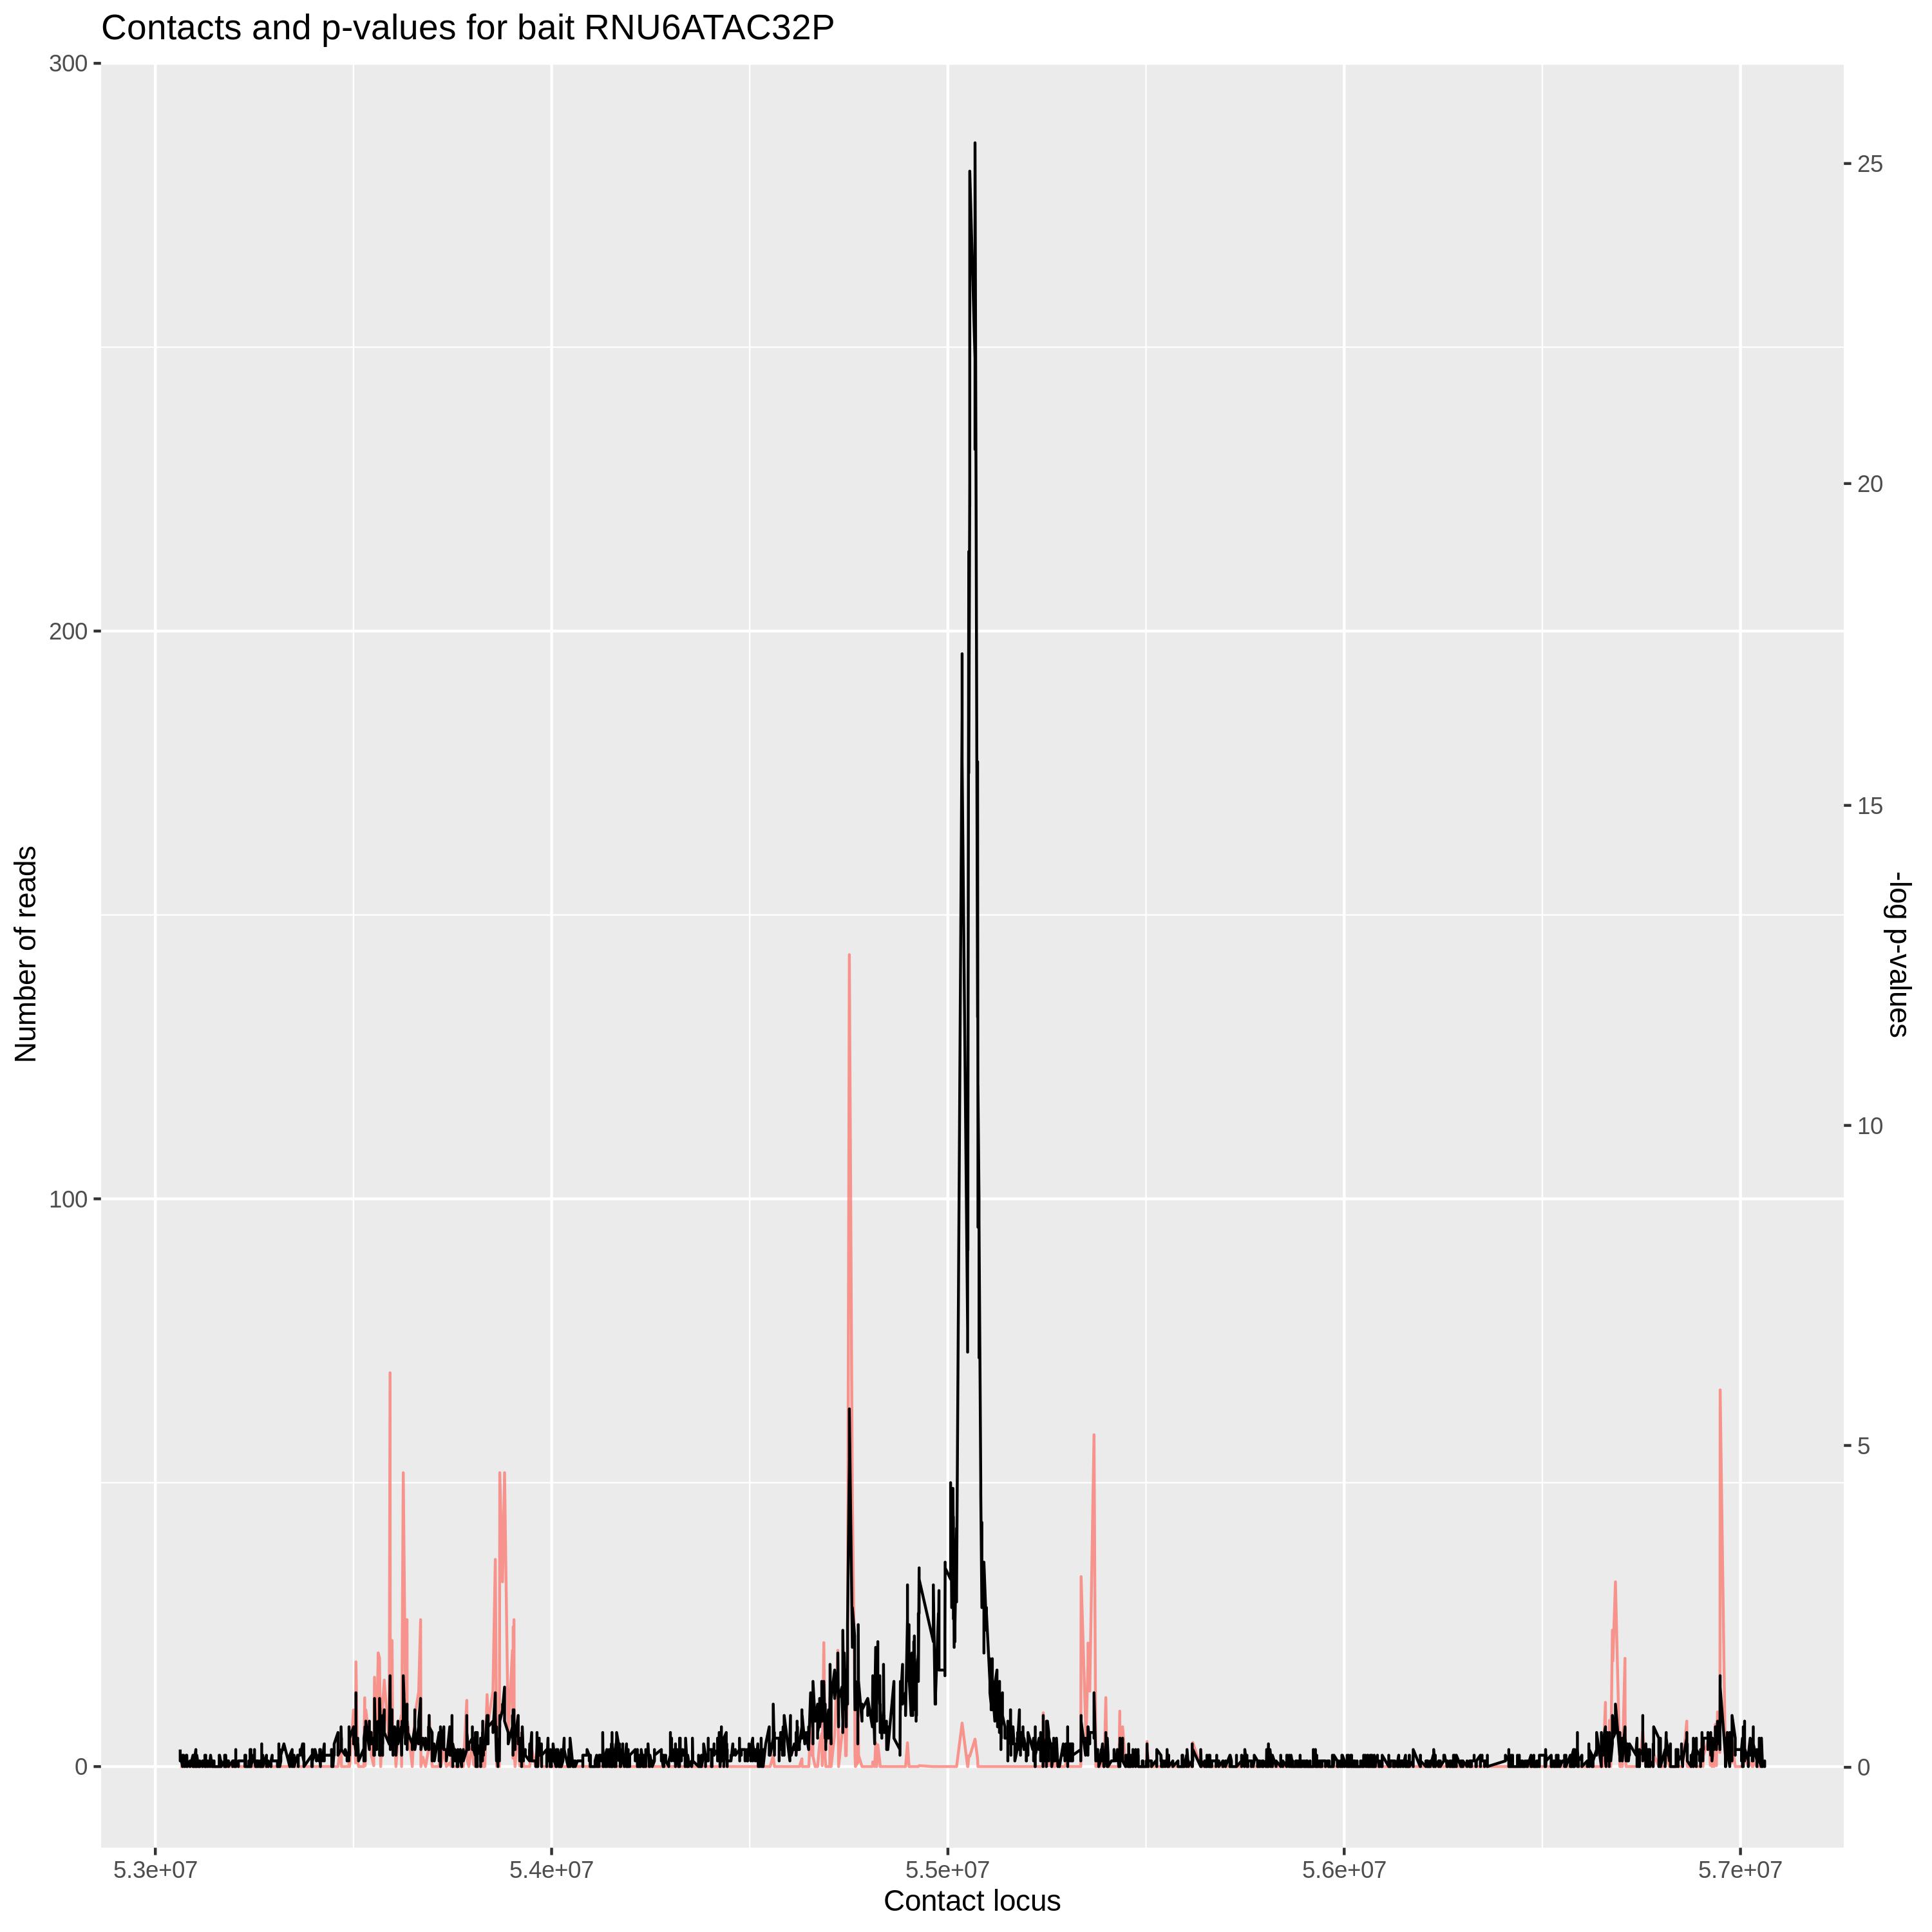 Contacts and p-values for bait RNU6ATAC32P
300
200
100
0
Number of reads
25
20
15
10
5
0
-log p-values
5.3e+07 5.4e+07 5.5e+07 5.6e+07 5.7e+07
Contact locus